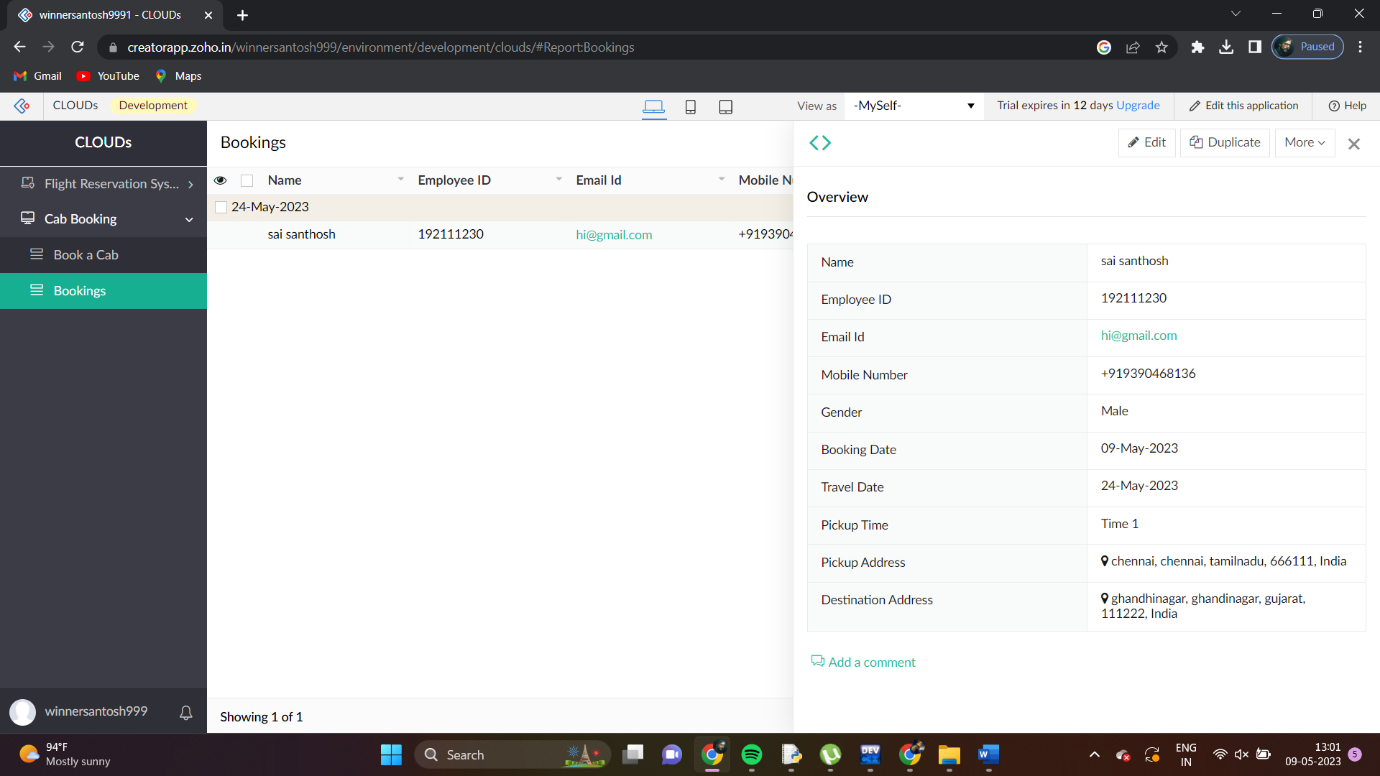 winnersantosh9991 - CLOUDs
creatorapp.zoho.in/winnersantosh999/environment/development/clouds/#Report:Bookings
Paused
Gmail
YouTube
Maps
CLOUDs
Development
View as
-MySelf-
Trial expires in 12 days Upgrade
Edit this application
Help
CLOUDs
Flight Reservation Sys...
Cab Booking
Book a Cab
Bookings
winnersantosh999
Bookings
Name Employee ID Email Id Mobile N
24-May-2023
sai santhosh 192111230 hi@gmail.com +9193904
Showing 1 of 1
Edit
Duplicate
More
Overview
Name sai santhosh
Employee ID 192111230
Email Id hi@gmail.com
Mobile Number +919390468136
Gender Male
Booking Date 09-May-2023
Travel Date 24-May-2023
Pickup Time Time 1
Pickup Address chennai, chennai, tamilnadu, 666111, India
Destination Address ghandhinagar, ghandinagar, gujarat,
111222, India
Add a comment
94°F
Mostly sunny
Search
DEV
W
ENG
IN
13:01
09-05-2023
5